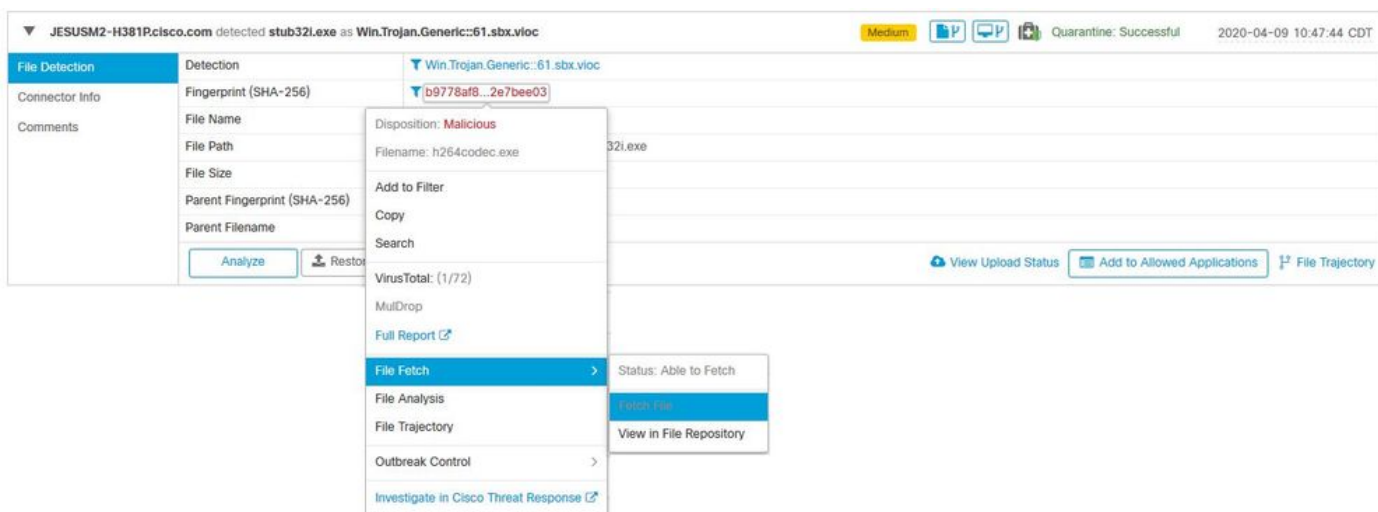 JESUSM2-H381P.cisco.com detected stub32i.exe as Win.Trojan.Generic::61.sbx.vioc
Medium
Quarantine: Successful
2020-04-09 10:47:44 CDT
File Detection
Connector Info
Comments
Detection
Win.Trojan.Generic::61.sbx.vioc
Fingerprint (SHA-256)
b9778af8...2e7bee03
File Name
File Path
32i.exe
File Size
Parent Fingerprint (SHA-256)
Parent Filename
Analyze
Restor
View Upload Status
Add to Allowed Applications
File Trajectory
Disposition: Malicious
Filename: h264codec.exe
Add to Filter
Copy
Search
VirusTotal: (1/72)
MulDrop
Full Report
File Fetch
File Analysis
File Trajectory
Outbreak Control
Investigate in Cisco Threat Response
Status: Able to Fetch
Fetch File
View in File Repository